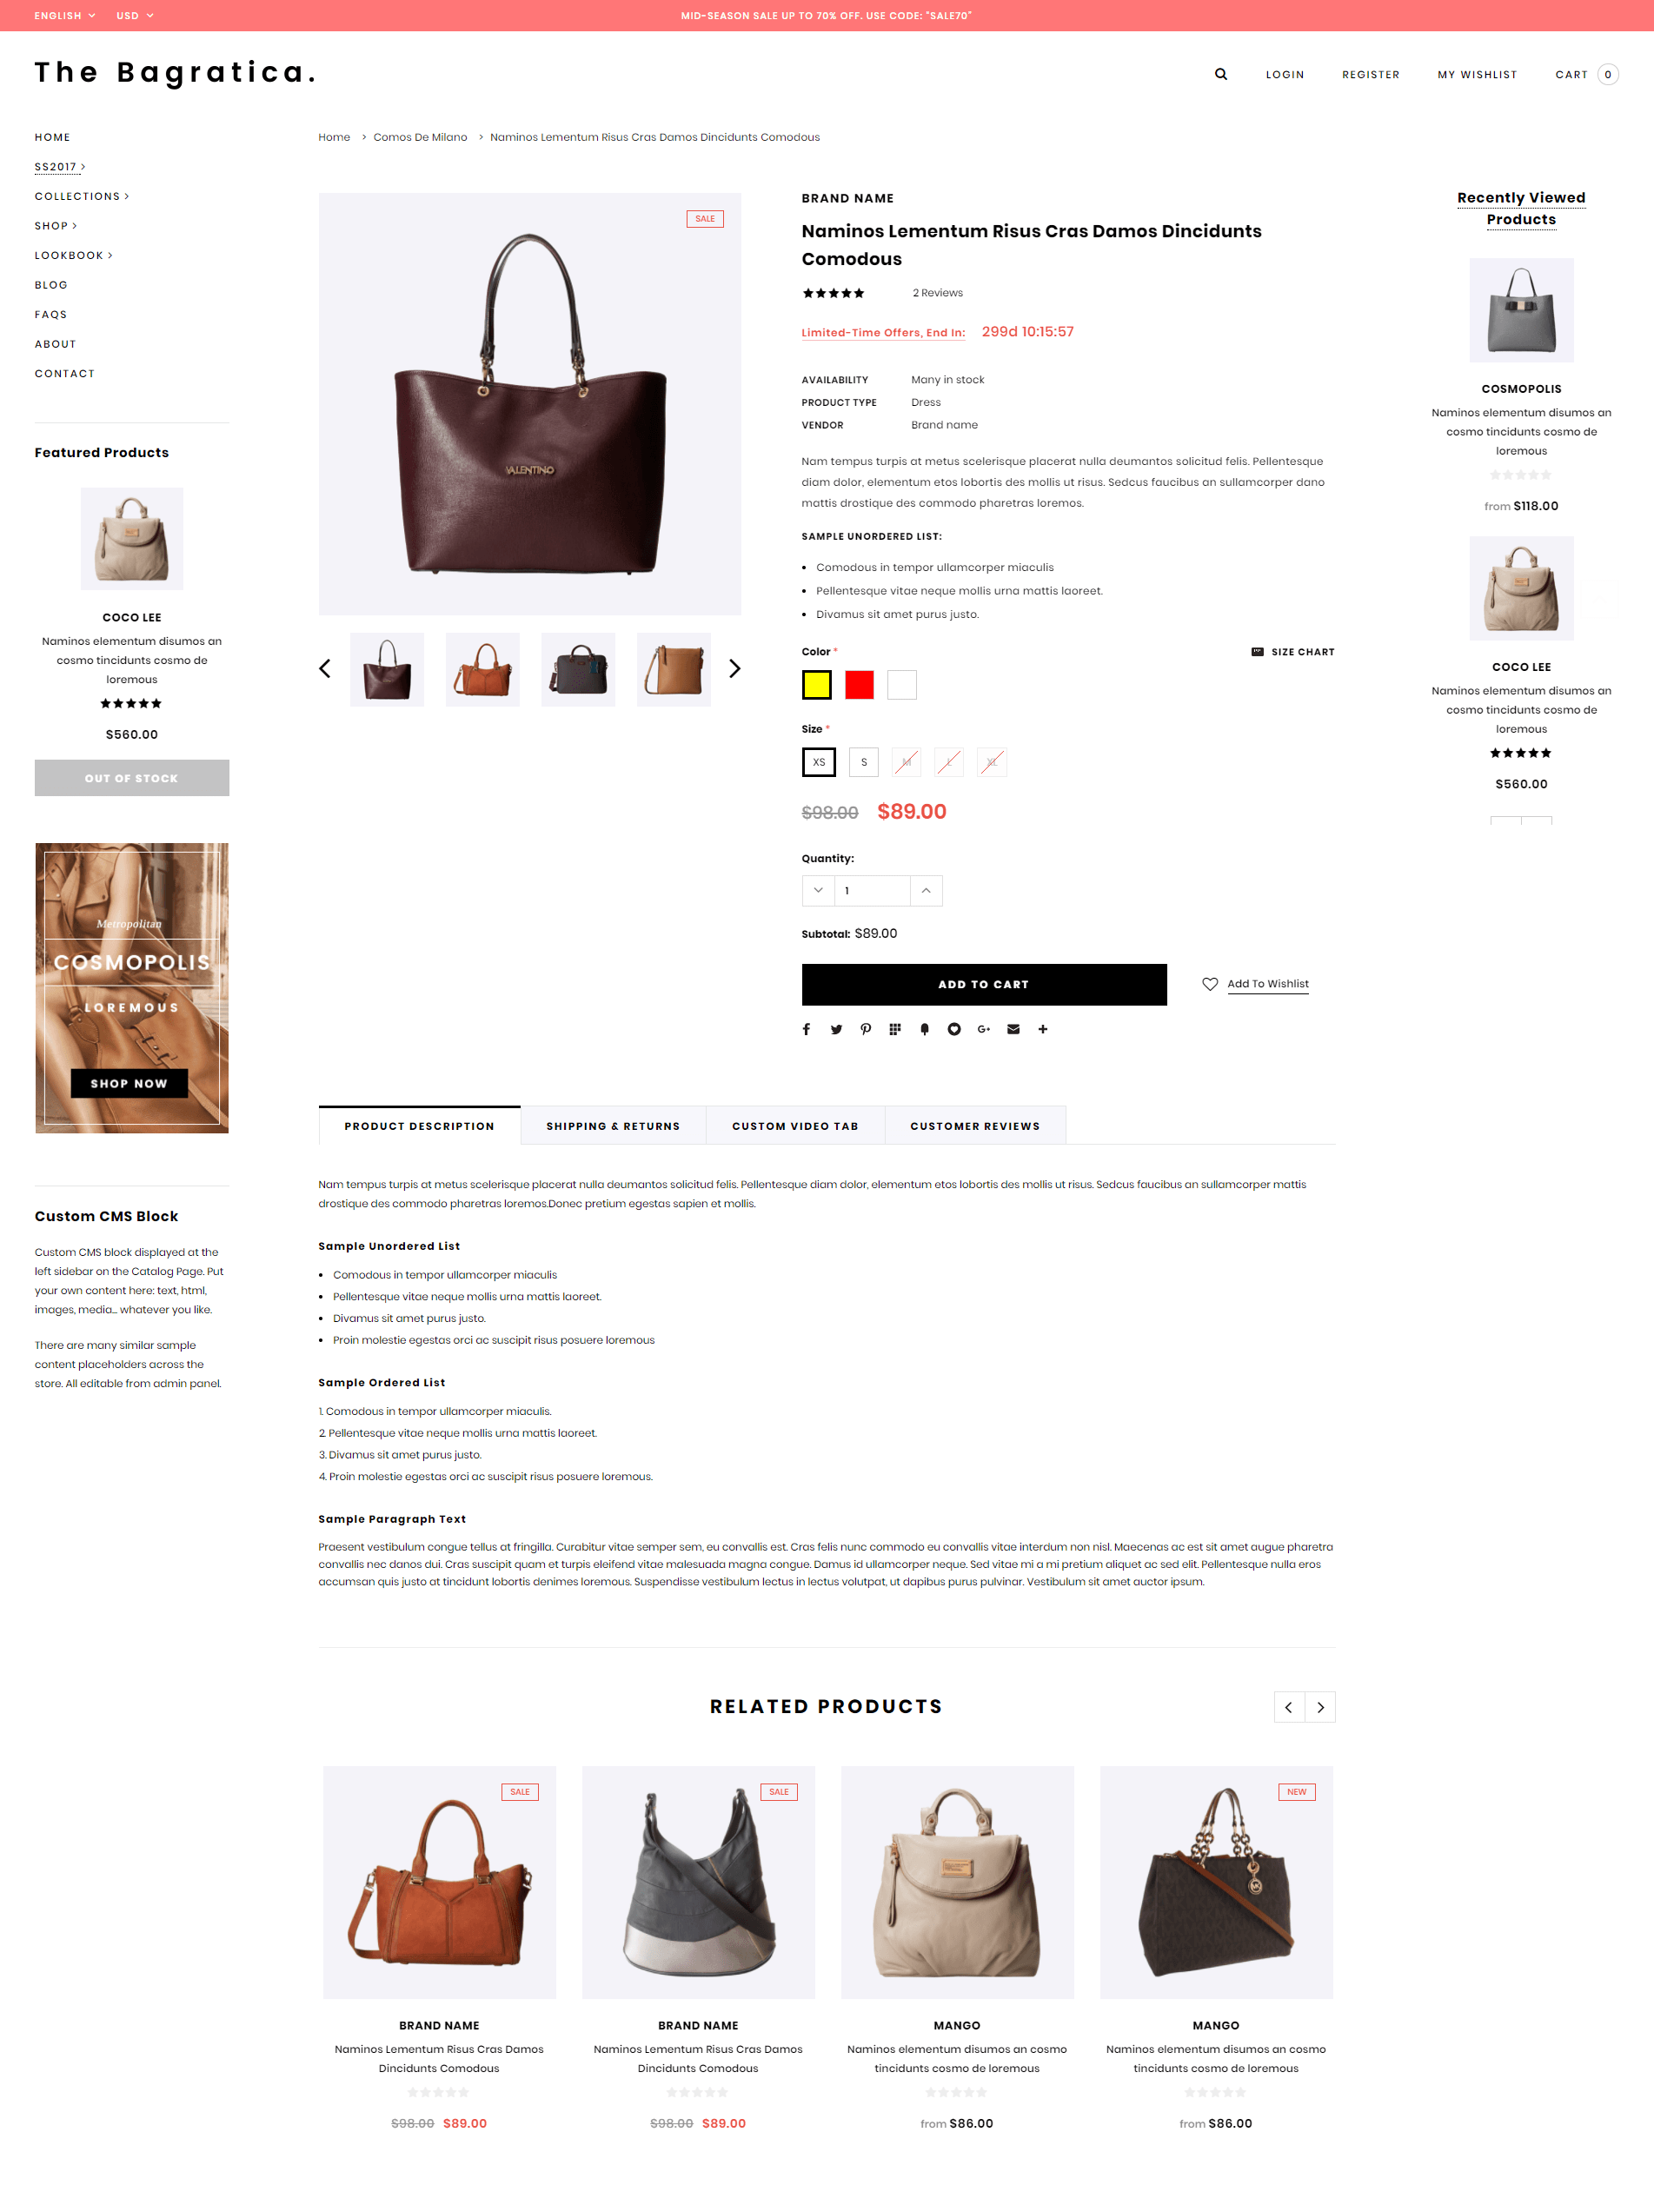 ENGLISH
USD
MID-SEASON SALE UP TO 70% OFF. USE CODE: "SALE70"
The Bagratica.
LOGIN
REGISTER
MY WISHLIST
CART 0
HOME
SS2017 >
COLLECTIONS >
SHOP >
LOOKBOOK >
BLOG
FAQS
ABOUT
CONTACT
Featured Products
COCO LEE
Naminos elementum disumos an
cosmo tincidunts cosmo de
loremous
$560.00
OUT OF STOCK
Metropolitan
COSMOPOLIS
LOREMOUS
SHOP NOW
Custom CMS Block
Custom CMS block displayed at the
left sidebar on the Catalog Page. Put
your own content here: text, html,
images, media... whatever you like.
There are many similar sample
content placeholders across the
store. All editable from admin panel.
Home > Comos De Milano > Naminos Lementum Risus Cras Damos Dincidunts Comodous
SALE
VALENTINO
BRAND NAME
Naminos Lementum Risus Cras Damos Dincidunts
Comodous
2 Reviews
Limited-Time Offers, End In: 299d 10:15:57
AVAILABILITY Many in stock
PRODUCT TYPE Dress
VENDOR Brand name
Nam tempus turpis at metus scelerisque placerat nulla deumantos solicitud felis. Pellentesque
diam dolor, elementum etos lobortis des mollis ut risus. Sedcus faucibus an sullamcorper dano
mattis drostique des commodo pharetras loremos.
SAMPLE UNORDERED LIST:
• Comodous in tempor ullamcorper miaculis
• Pellentesque vitae neque mollis urna mattis laoreet.
• Divamus sit amet purus justo.
Color *
SIZE CHART
Size *
XS S M L XL
$98.00 $89.00
Quantity:
1
Subtotal: $89.00
ADD TO CART
Add To Wishlist
Recently Viewed
Products
COSMOPOLIS
Naminos elementum disumos an
cosmo tincidunts cosmo de
loremous
from $118.00
COCO LEE
Naminos elementum disumos an
cosmo tincidunts cosmo de
loremous
$560.00
PRODUCT DESCRIPTION
SHIPPING & RETURNS
CUSTOM VIDEO TAB
CUSTOMER REVIEWS
Nam tempus turpis at metus scelerisque placerat nulla deumantos solicitud felis. Pellentesque diam dolor, elementum etos lobortis des mollis ut risus. Sedcus faucibus an sullamcorper mattis
drostique des commodo pharetras loremos.Donec pretium egestas sapien et mollis.
Sample Unordered List
• Comodous in tempor ullamcorper miaculis
• Pellentesque vitae neque mollis urna mattis laoreet.
• Divamus sit amet purus justo.
• Proin molestie egestas orci ac suscipit risus posuere loremous
Sample Ordered List
1. Comodous in tempor ullamcorper miaculis.
2. Pellentesque vitae neque mollis urna mattis laoreet.
3. Divamus sit amet purus justo.
4. Proin molestie egestas orci ac suscipit risus posuere loremous.
Sample Paragraph Text
Praesent vestibulum congue tellus at fringilla. Curabitur vitae semper sem, eu convallis est. Cras felis nunc commodo eu convallis vitae interdum non nisl. Maecenas ac est sit amet augue pharetra
convallis nec danos dui. Cras suscipit quam et turpis eleifend vitae malesuada magna congue. Damus id ullamcorper neque. Sed vitae mi a mi pretium aliquet ac sed elit. Pellentesque nulla eros
accumsan quis justo at tincidunt lobortis denimes loremous. Suspendisse vestibulum lectus in lectus volutpat, ut dapibus purus pulvinar. Vestibulum sit amet auctor ipsum.
RELATED PRODUCTS
SALE
BRAND NAME
Naminos Lementum Risus Cras Damos
Dincidunts Comodous
$98.00 $89.00
SALE
BRAND NAME
Naminos Lementum Risus Cras Damos
Dincidunts Comodous
$98.00 $89.00
MANGO
Naminos elementum disumos an cosmo
tincidunts cosmo de loremous
from $86.00
NEW
MK
MANGO
Naminos elementum disumos an cosmo
tincidunts cosmo de loremous
from $86.00